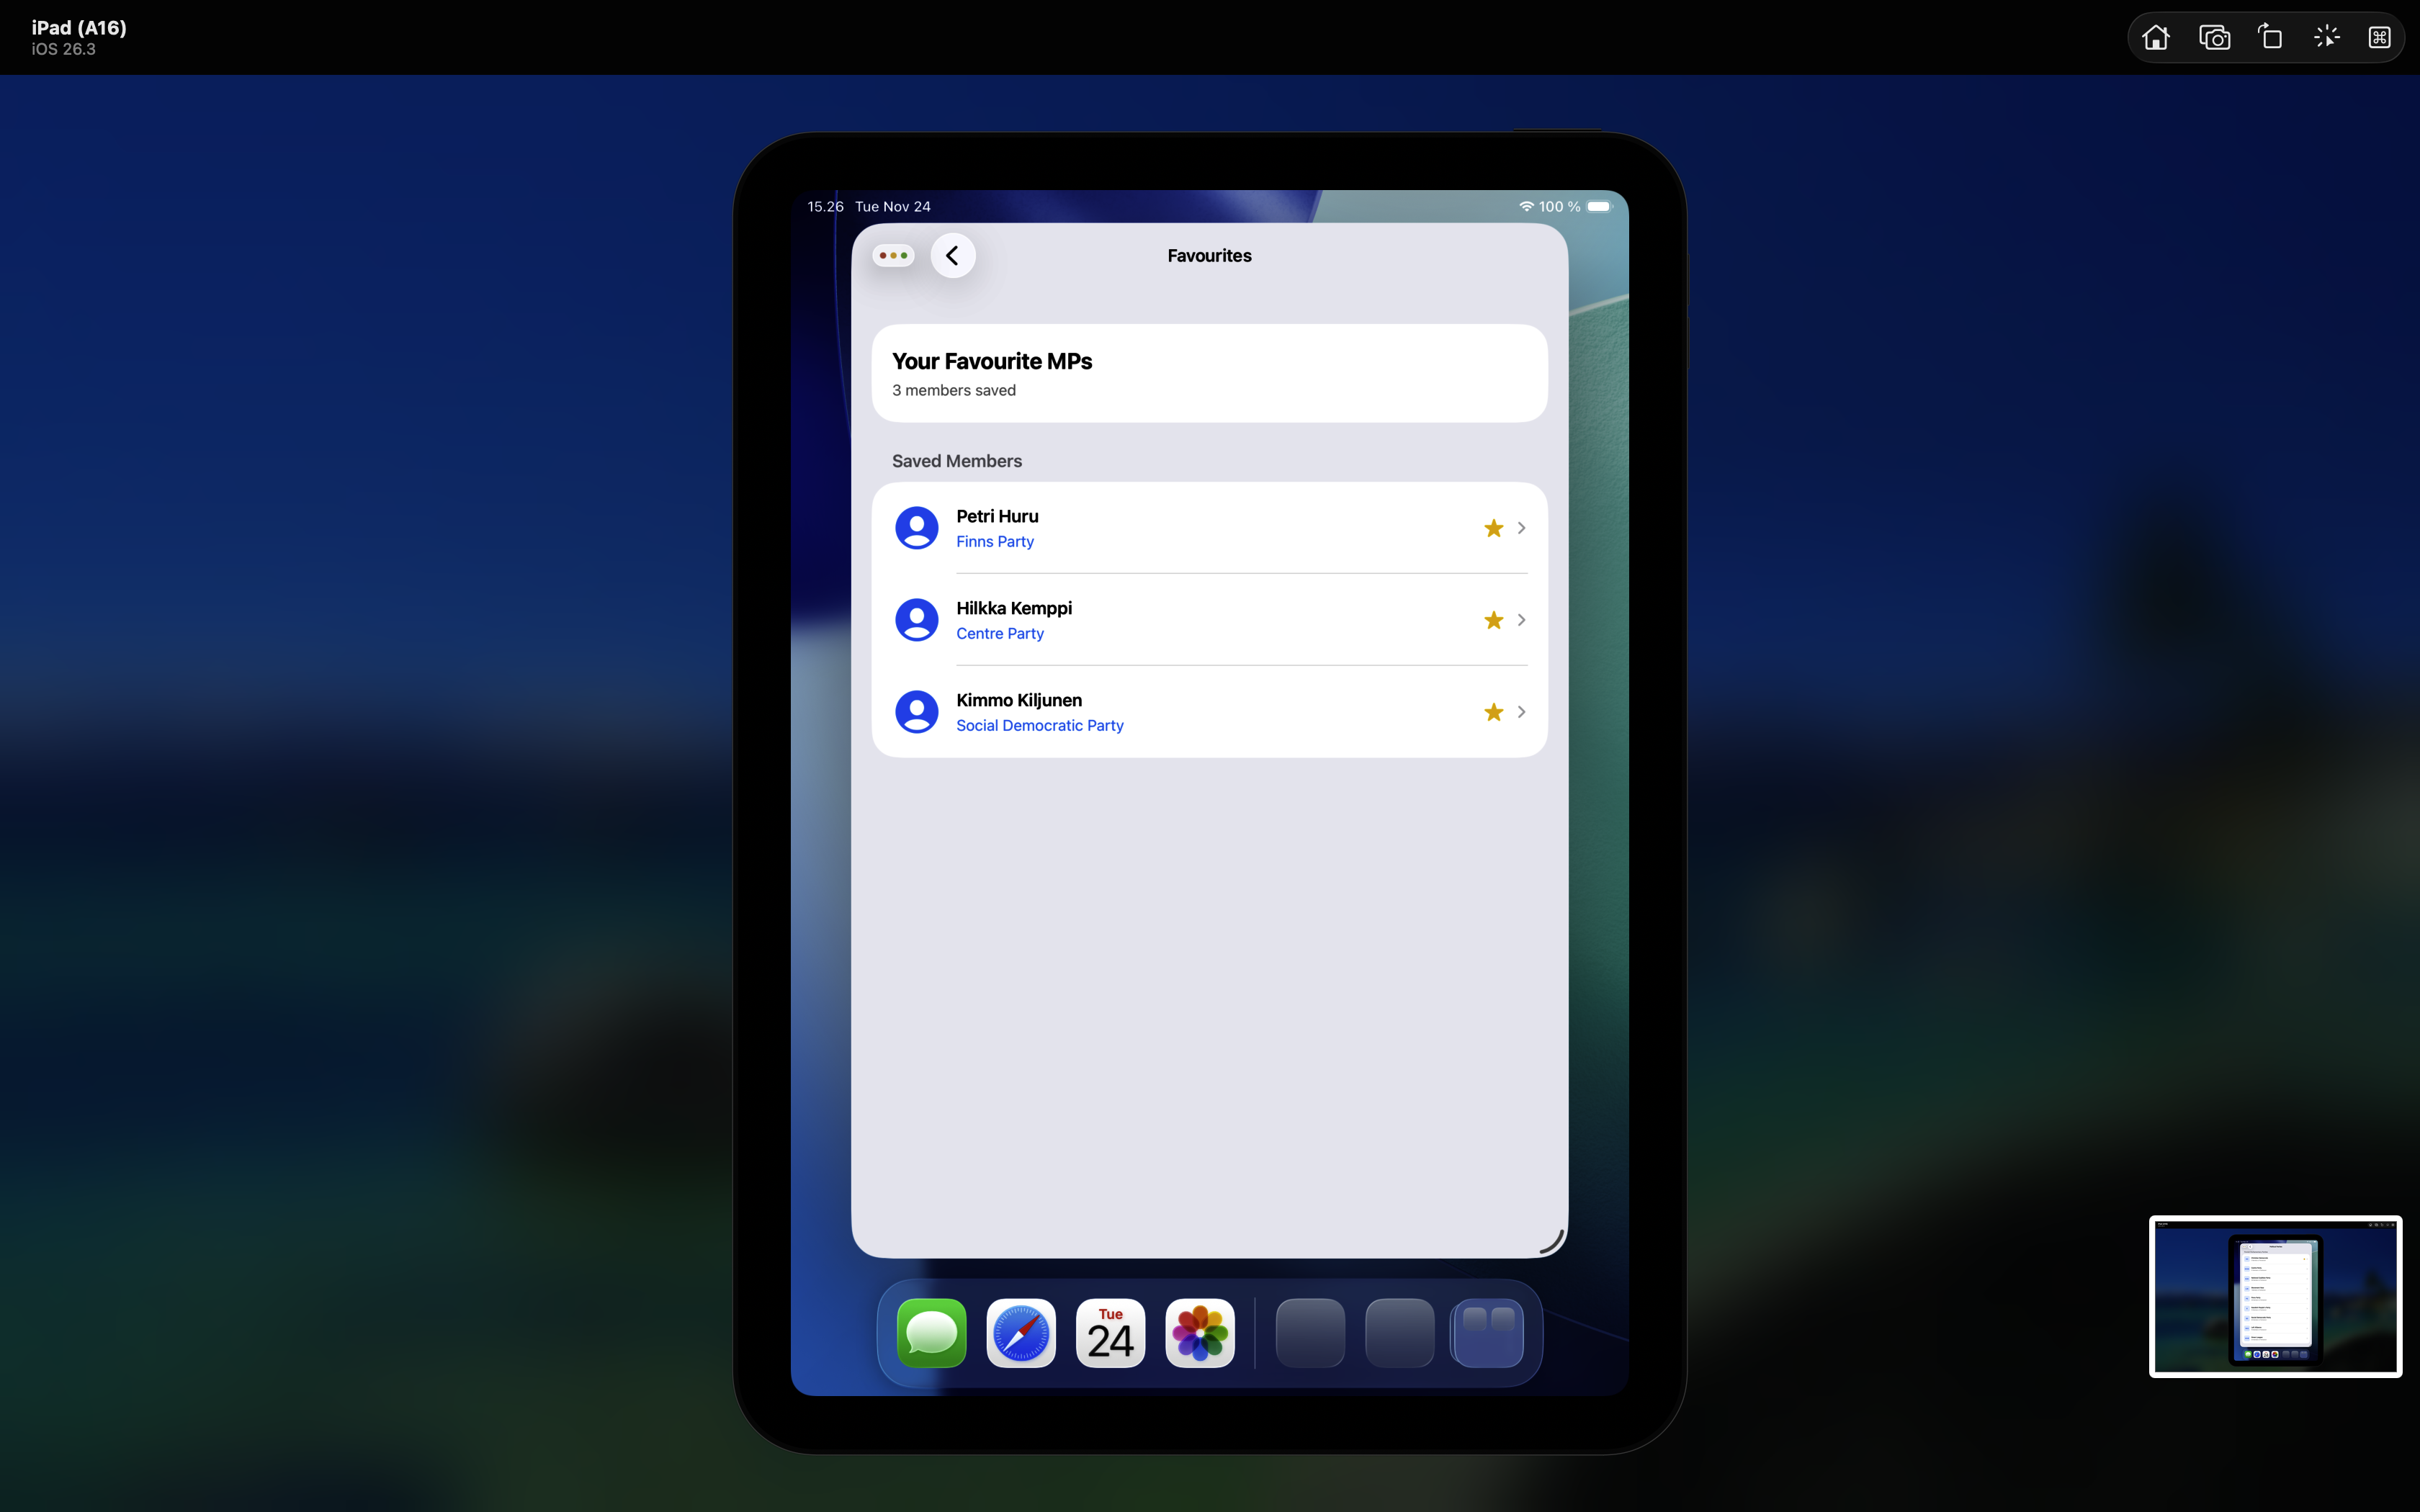 iPad (A16)
iOS 26.3
15.26 Tue Nov 24
100 %
Favourites
Your Favourite MPs
3 members saved
Saved Members
Petri Huru
Finns Party
Hilkka Kemppi
Centre Party
Kimmo Kiljunen
Social Democratic Party
Tue
24